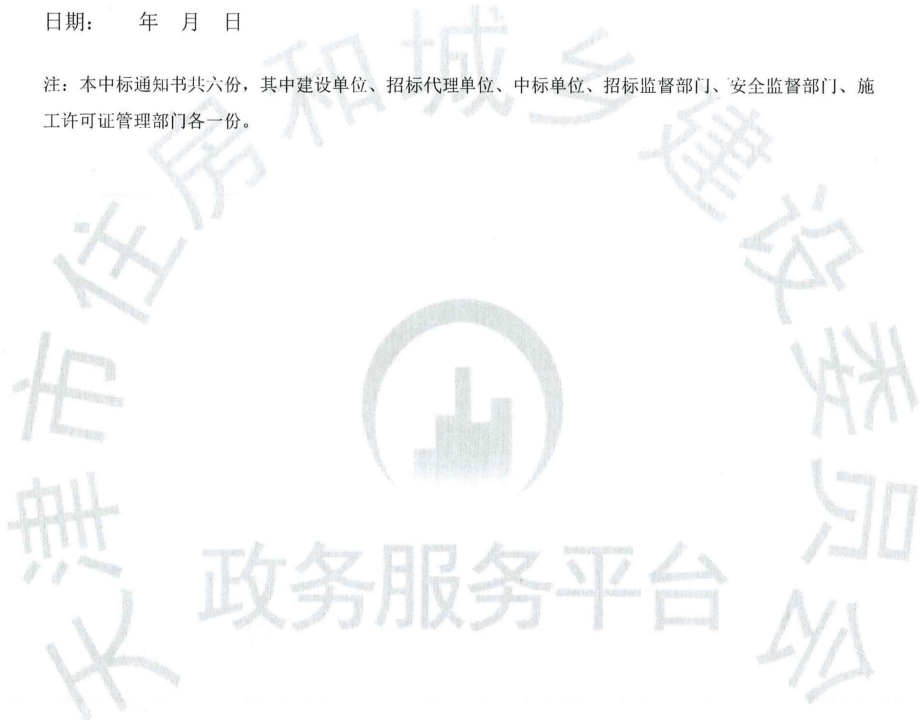 日期： 年 月 日
注：本中标通知书共六份，其中建设单位、招标代理单位、中标单位、招标监督部门、安全监督部门、施
工许可证管理部门各一份。
天津市住房和城乡建设委员会
政务服务平台